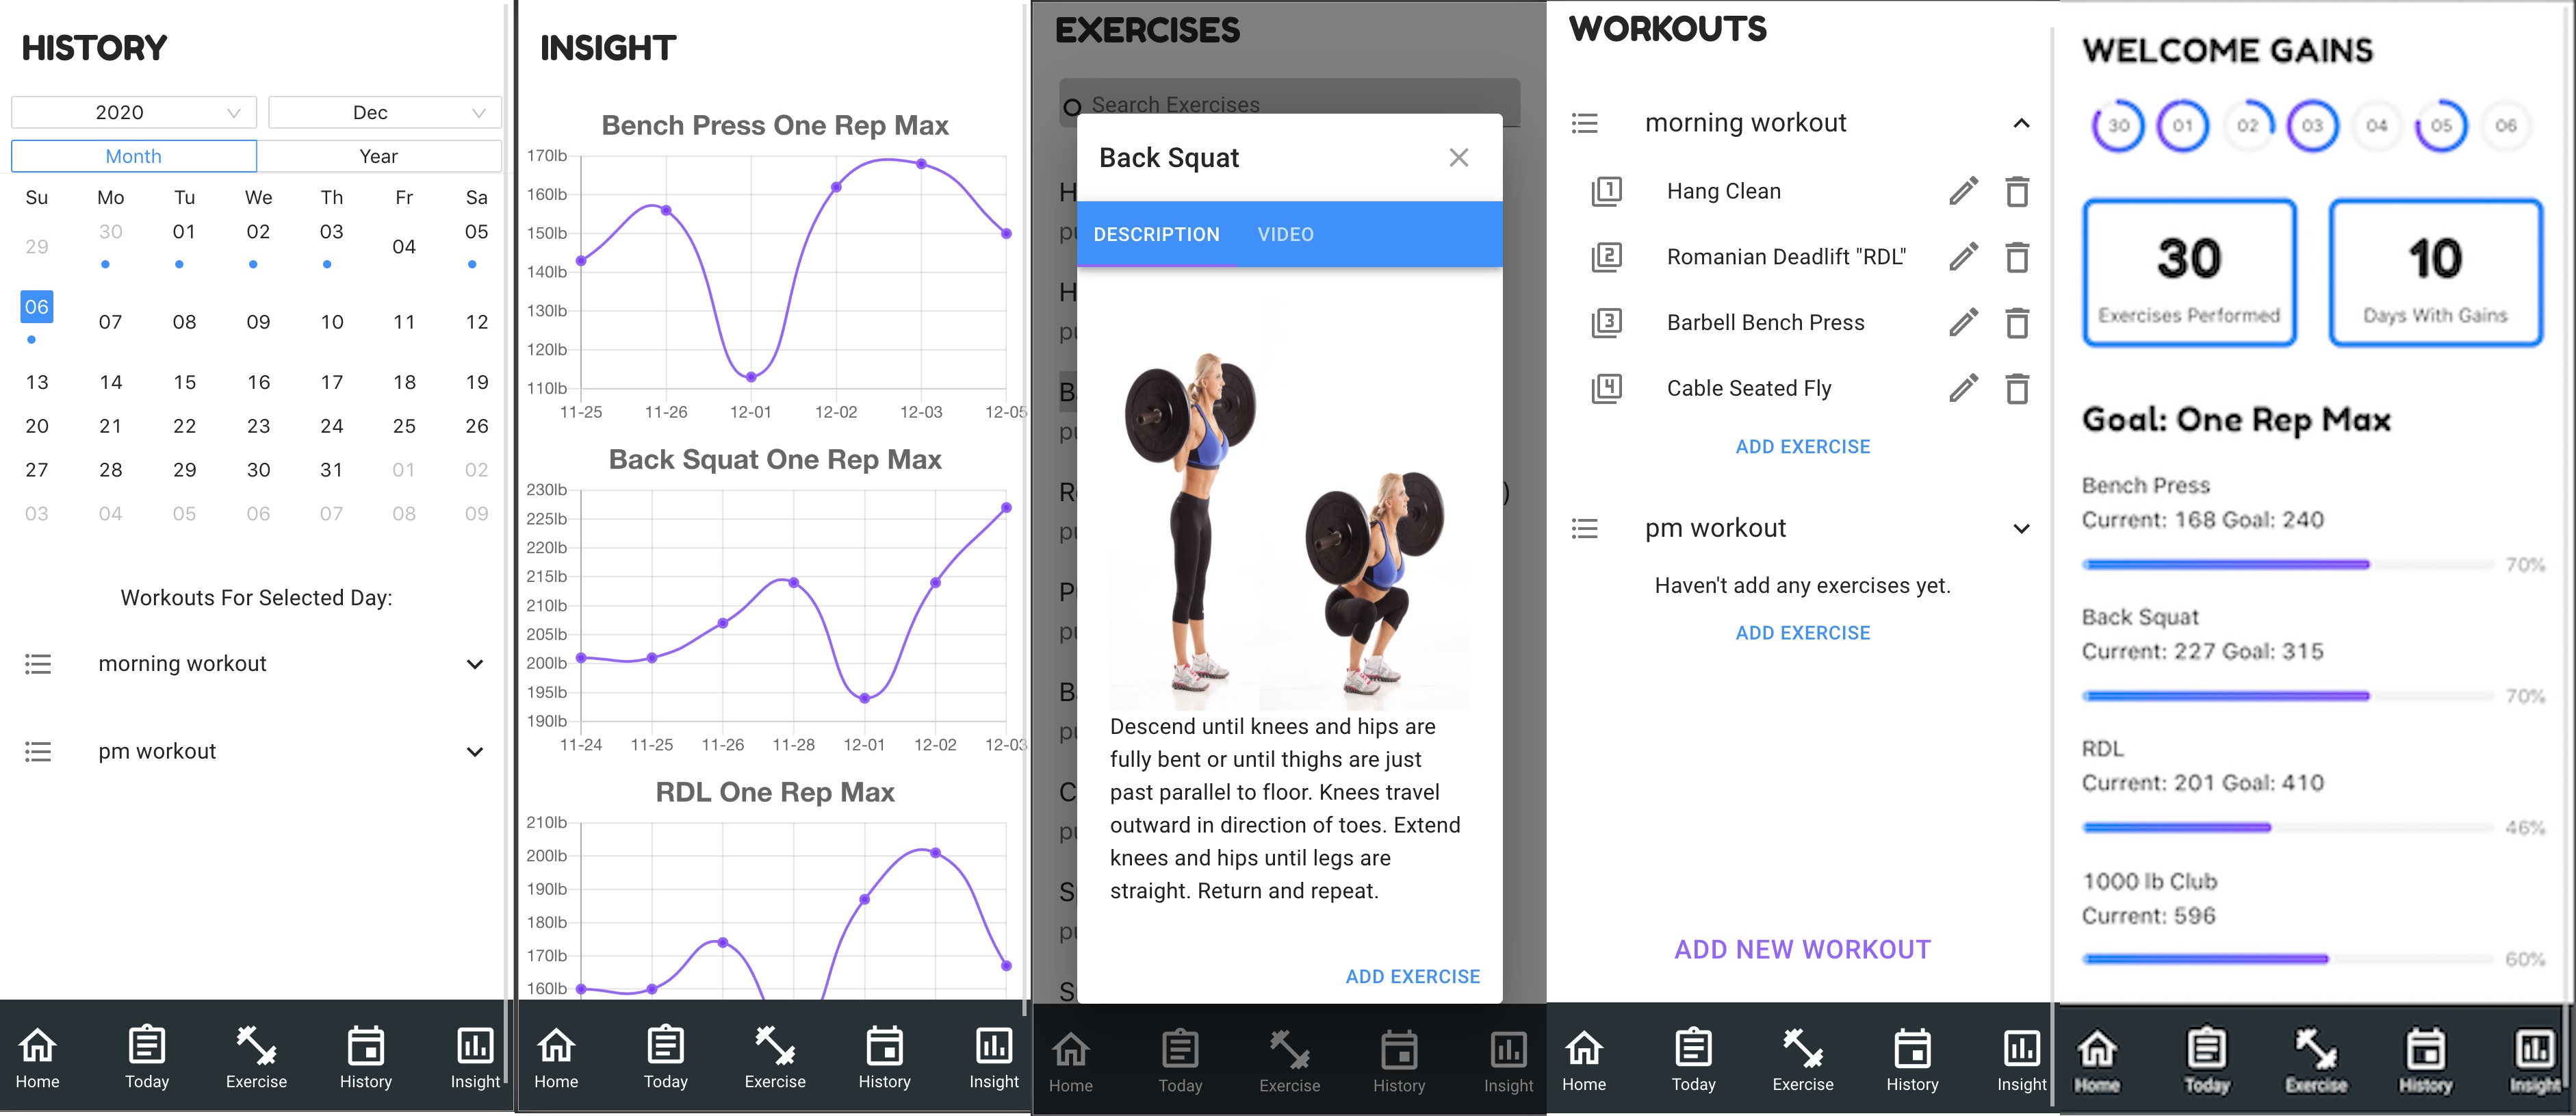 HISTORY
2020 Dec
Month Year
Su Mo Tu We Th Fr Sa
29 30 01 02 03 04 05
06 07 08 09 10 11 12
13 14 15 16 17 18 19
20 21 22 23 24 25 26
27 28 29 30 31 01 02
03 04 05 06 07 08 09
Workouts For Selected Day:
morning workout
pm workout
Home Today Exercise History Insight
INSIGHT
Bench Press One Rep Max
170lb
160lb
150lb
140lb
130lb
120lb
110lb
11-25 11-26 12-01 12-02 12-03 12-05
Back Squat One Rep Max
230lb
225lb
220lb
215lb
210lb
205lb
200lb
195lb
190lb
11-24 11-25 11-26 11-28 12-01 12-02 12-03
RDL One Rep Max
210lb
200lb
190lb
180lb
170lb
160lb
Home Today Exercise History Insight
EXERCISES
Search Exercises
Back Squat
DESCRIPTION VIDEO
Descend until knees and hips are
fully bent or until thighs are just
past parallel to floor. Knees travel
outward in direction of toes. Extend
knees and hips until legs are
straight. Return and repeat.
ADD EXERCISE
Home Today Exercise History Insight
WORKOUTS
morning workout
1 Hang Clean
2 Romanian Deadlift "RDL"
3 Barbell Bench Press
4 Cable Seated Fly
ADD EXERCISE
pm workout
Haven't add any exercises yet.
ADD EXERCISE
ADD NEW WORKOUT
Home Today Exercise History Insight
WELCOME GAINS
30 01 02 03 04 05 06
30 10
Exercises Performed Days With Gains
Goal: One Rep Max
Bench Press
Current: 168 Goal: 240
70%
Back Squat
Current: 227 Goal: 315
70%
RDL
Current: 201 Goal: 410
46%
1000 lb Club
Current: 596
60%
Home Today Exercise History Insight